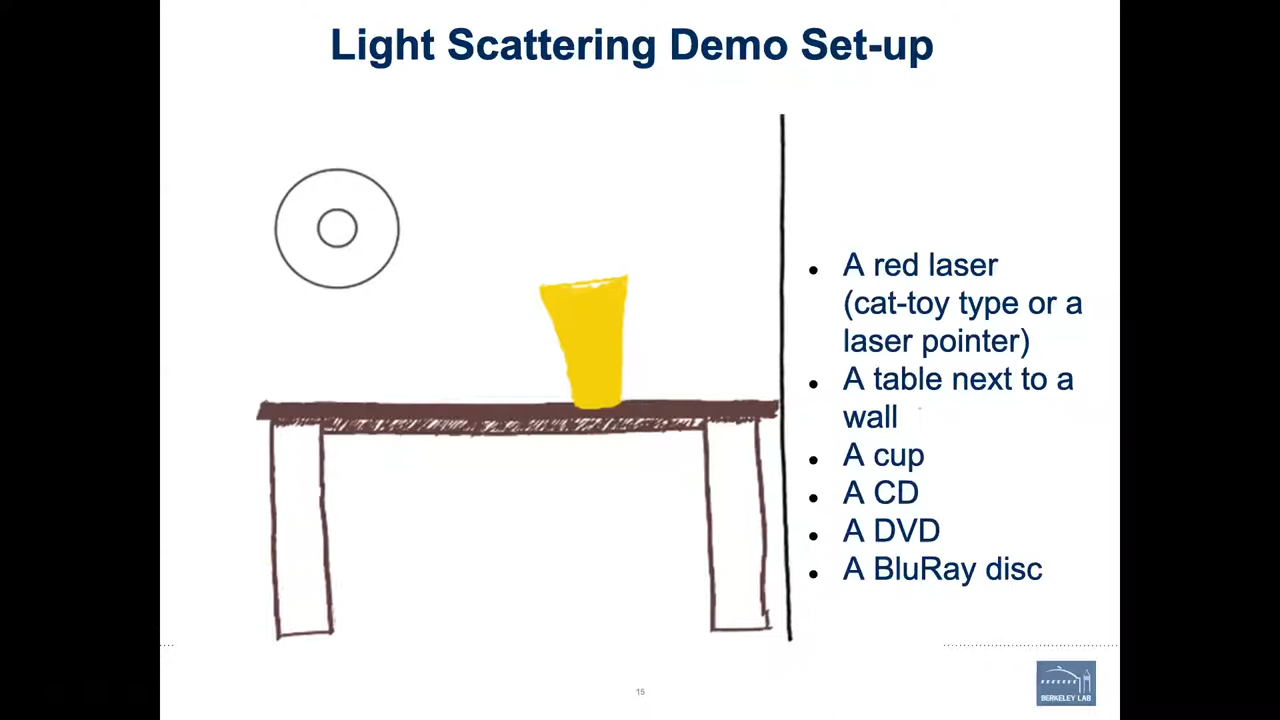 Light Scattering Demo Set-up
• A red laser
(cat-toy type or a
laser pointer)
• A table next to a
wall
• A cup
• A CD
• A DVD
• A BluRay disc
15
BERKELEY LAB